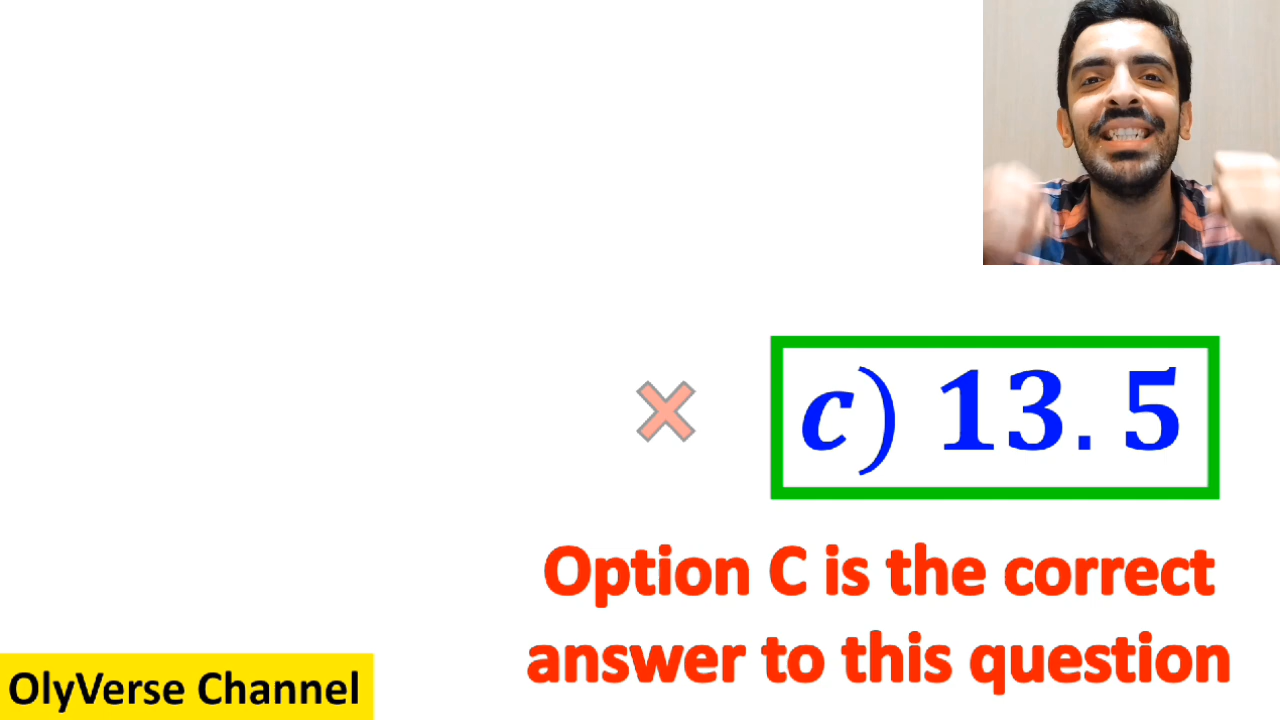 c) 13.5
Option C is the correct
answer to this question
OlyVerse Channel